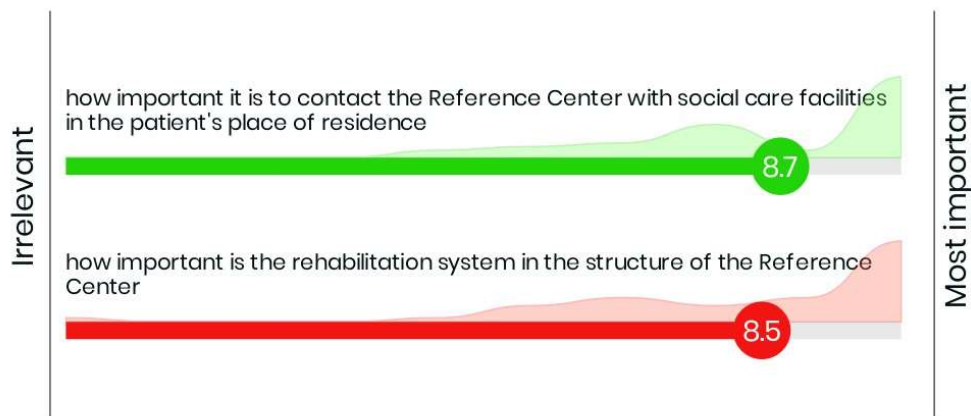 Irrelevant
how important it is to contact the Reference Center with social care facilities
in the patient's place of residence
8.7
how important is the rehabilitation system in the structure of the Reference
Center
8.5
Most important